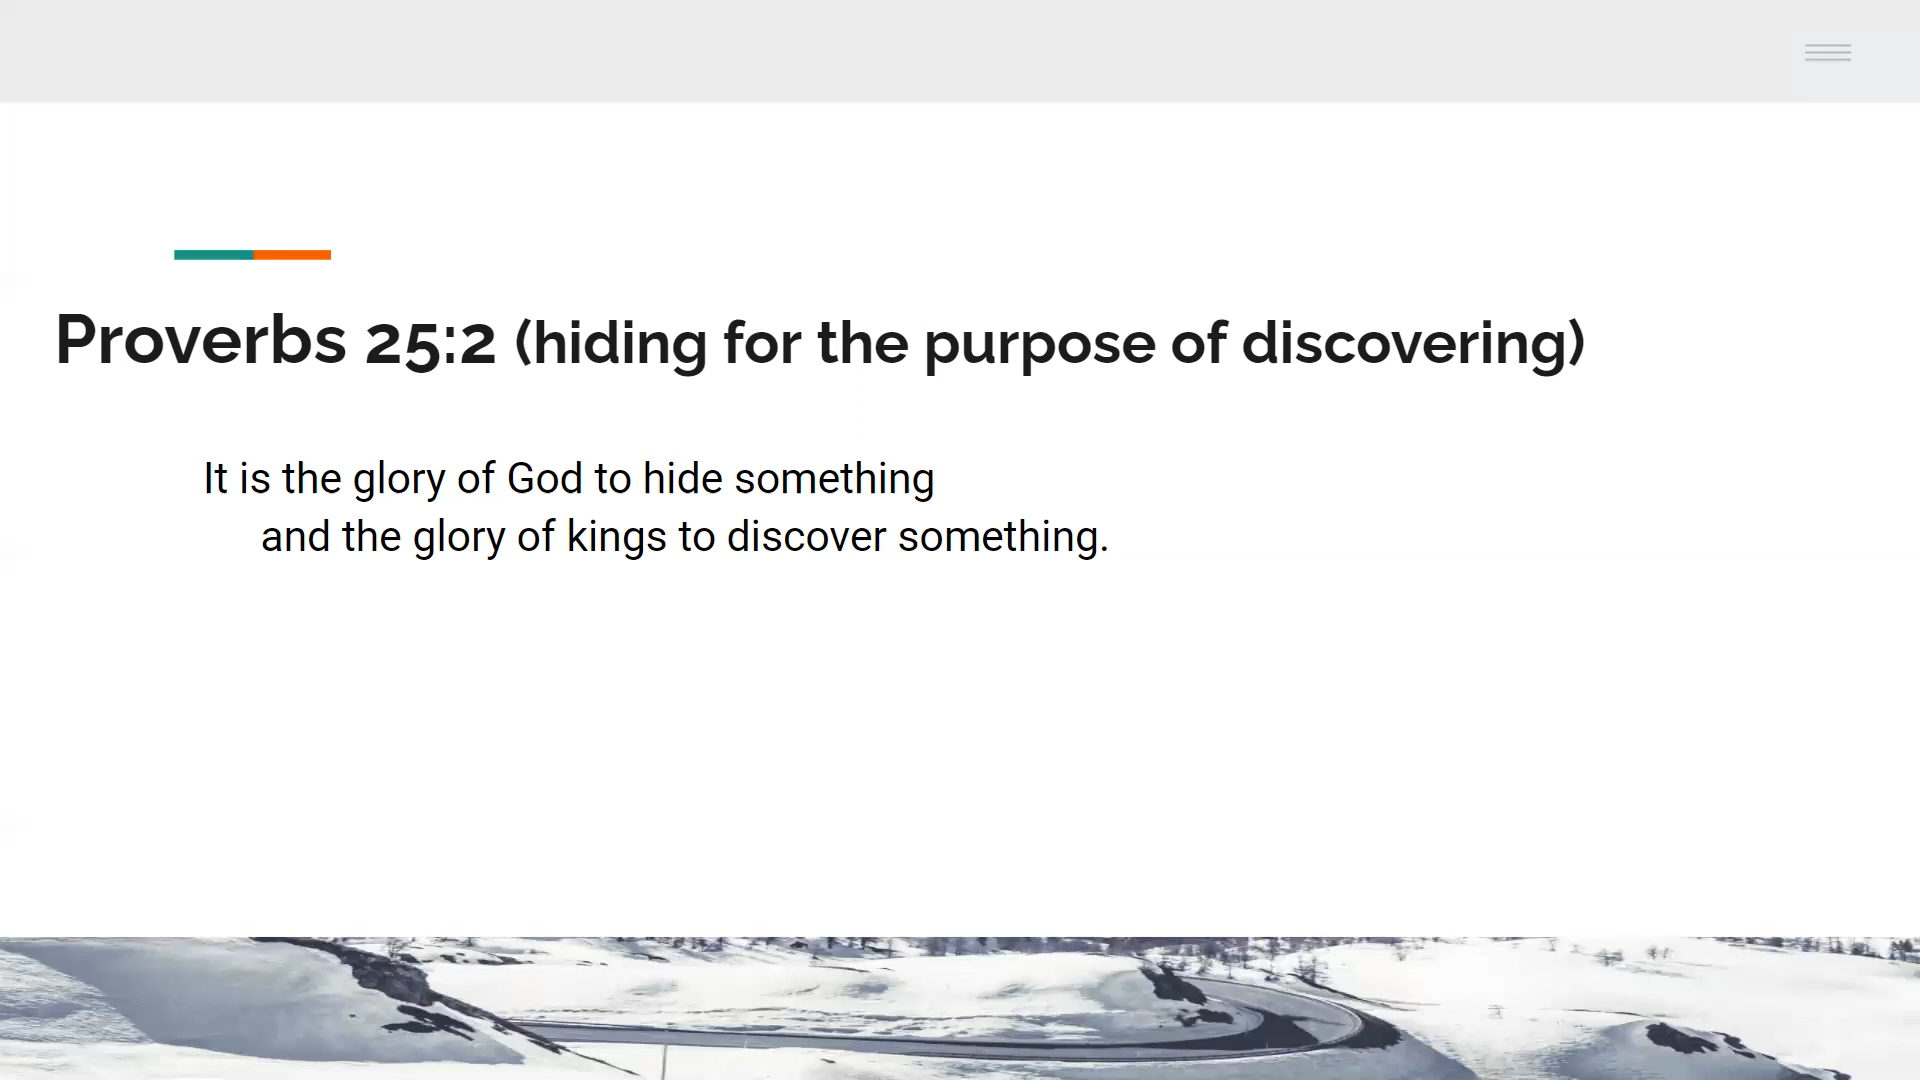 Proverbs 25:2 (hiding for the purpose of discovering)
It is the glory of God to hide something
and the glory of kings to discover something.